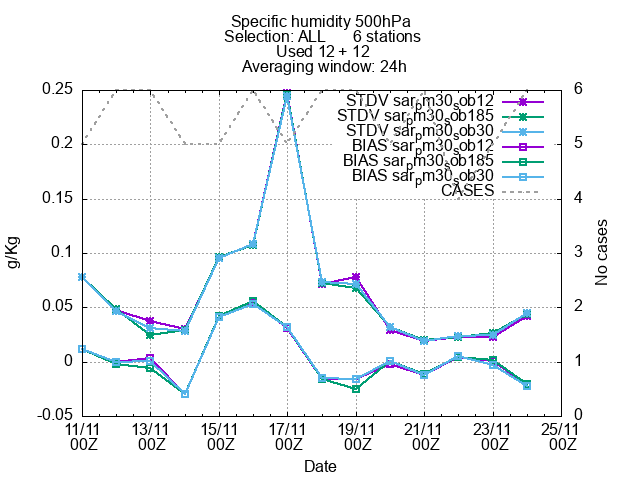 Specific humidity 500hPa
Selection: ALL 6 stations
Used 12 + 12
Averaging window: 24h
0.25
0.2
0.15
0.1
0.05
0
-0.05
g/Kg
STDV sar_pm30_sob12
STDV sar_pm30_sob185
STDV sar_pm30_sob30
BIAS sar_pm30_sob12
BIAS sar_pm30_sob185
BIAS sar_pm30_sob30
CASES
6
5
4
3
2
1
0
No cases
11/11 13/11 15/11 17/11 19/11 21/11 23/11 25/11
00Z 00Z 00Z 00Z 00Z 00Z 00Z 00Z
Date